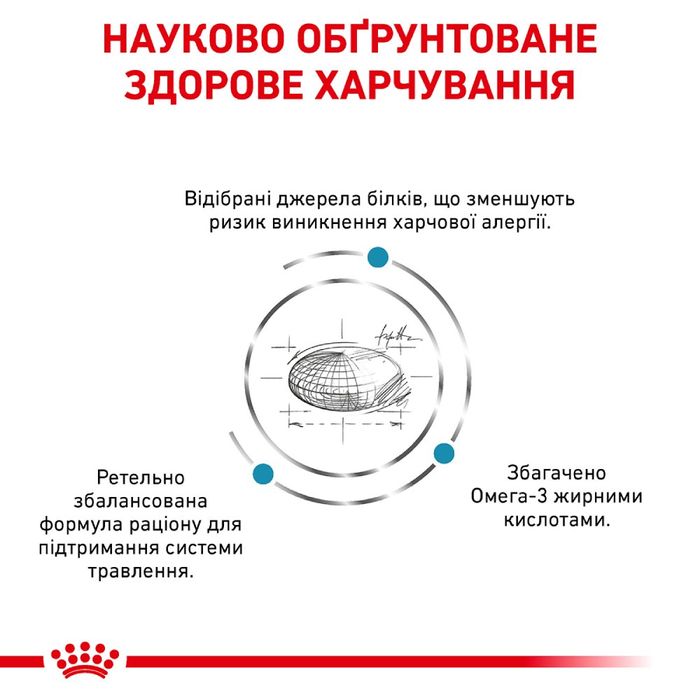 НАУКОВО ОБҐРУНТОВАНЕ
ЗДОРОВЕ ХАРЧУВАННЯ
Відібрані джерела білків, що зменшують
ризик виникнення харчової алергії.
Ретельно
збалансована
формула раціону для
підтримання системи
травлення.
Збагачено
Омега-3 жирними
кислотами.